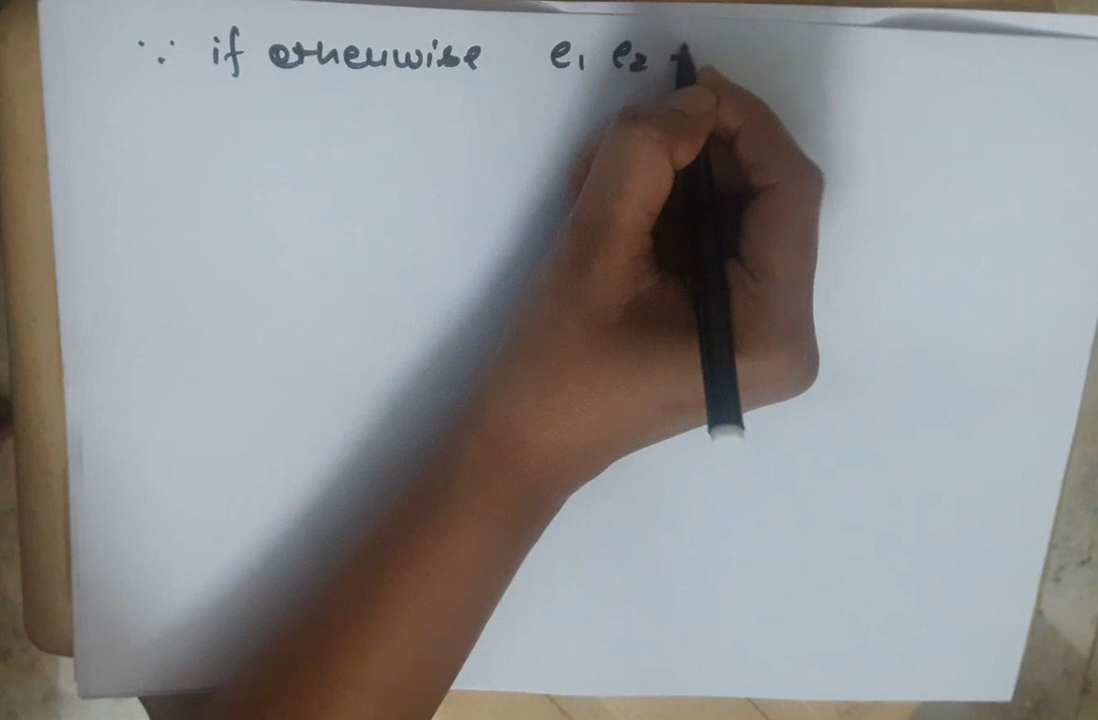 ∵ if otherwise e₁ e₂